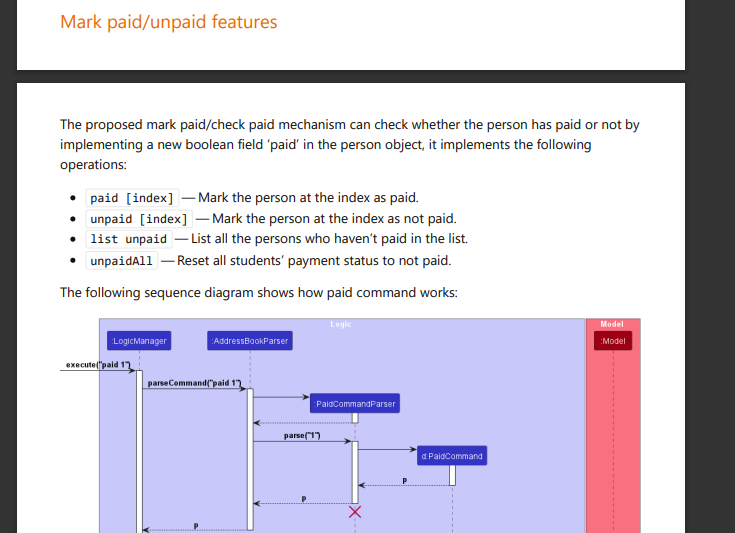 Mark paid/unpaid features
The proposed mark paid/check paid mechanism can check whether the person has paid or not by
implementing a new boolean field ‘paid’ in the person object, it implements the following
operations:
• paid [index] — Mark the person at the index as paid.
• unpaid [index] — Mark the person at the index as not paid.
• list unpaid — List all the persons who haven’t paid in the list.
• unpaidAll — Reset all students’ payment status to not paid.
The following sequence diagram shows how paid command works:
Logic
Model
:LogicManager
:AddressBookParser
:Model
execute("paid 1")
parseCommand("paid 1")
:PaidCommandParser
parse("1")
d:PaidCommand
p
p
p